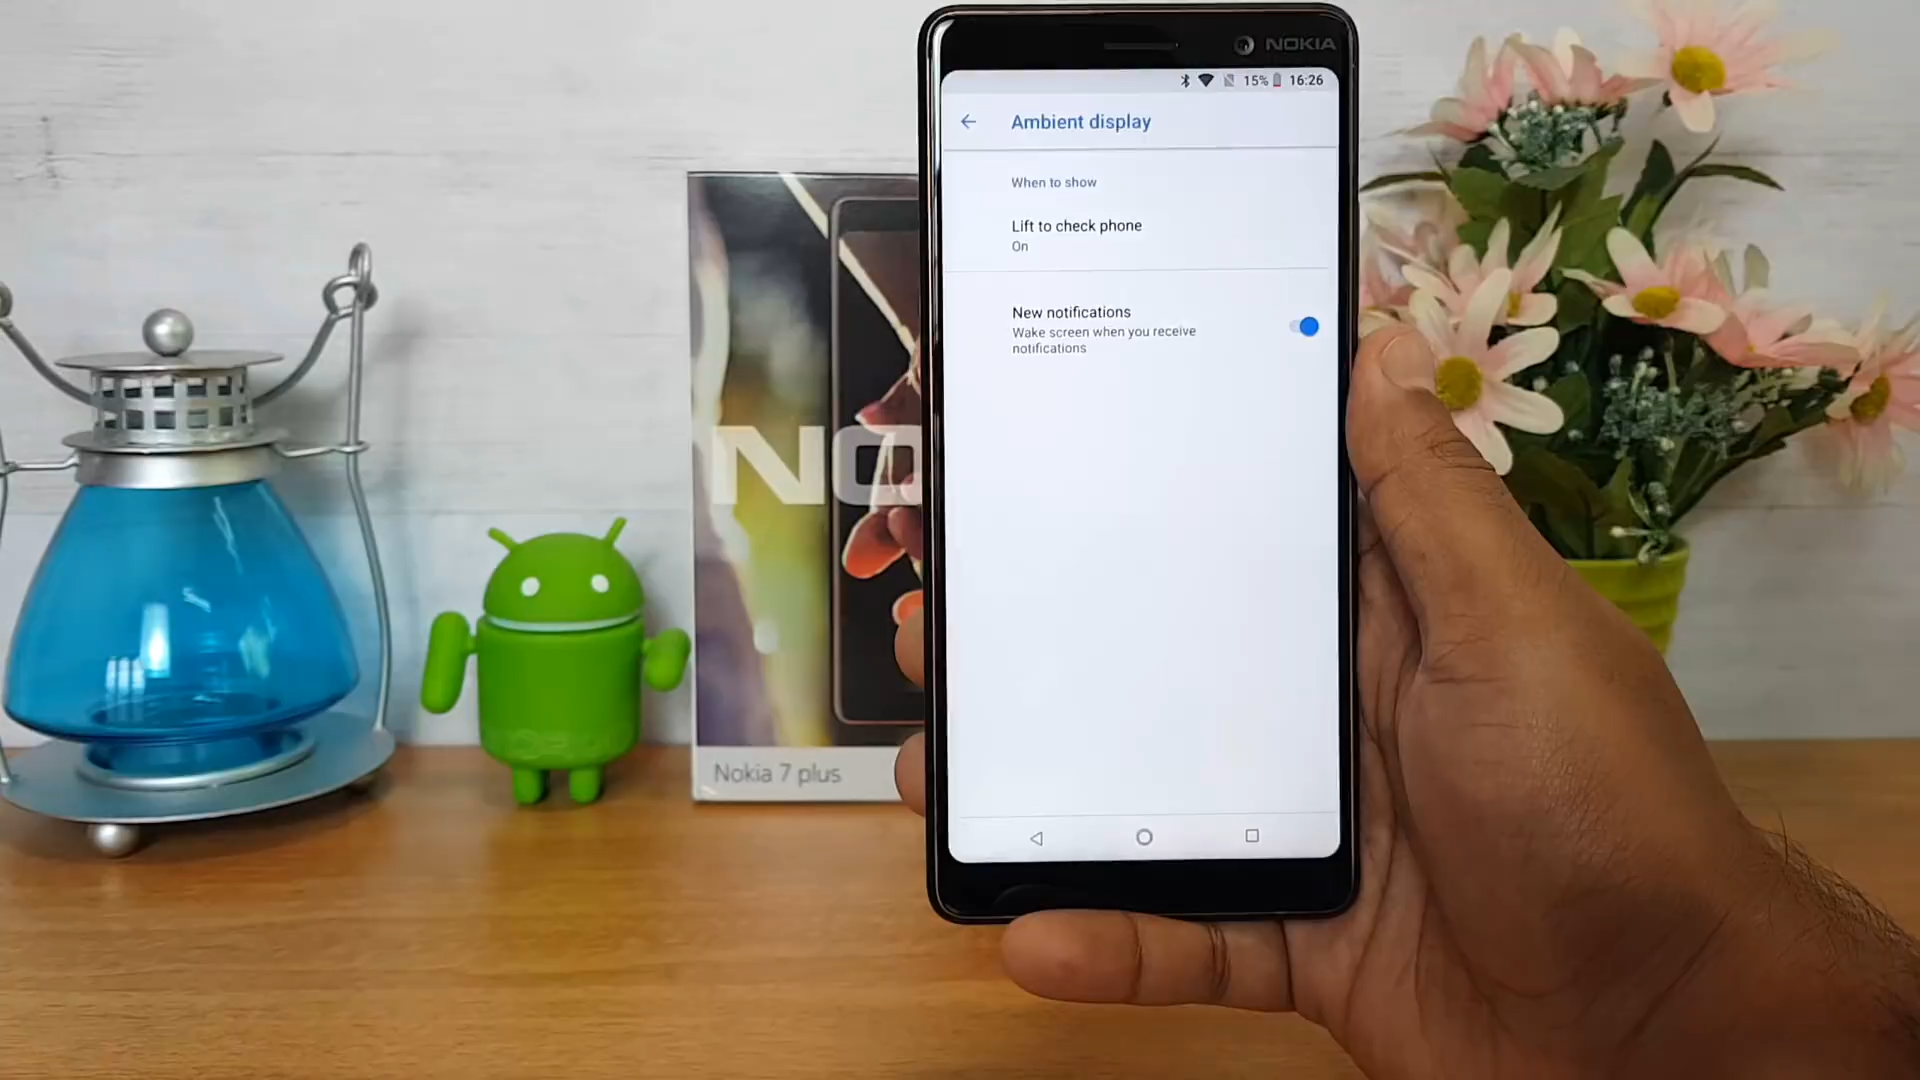 NOKIA
15% 16:26
Ambient display
When to show
Lift to check phone
On
New notifications
Wake screen when you receive
notifications
NO
Nokia 7 plus